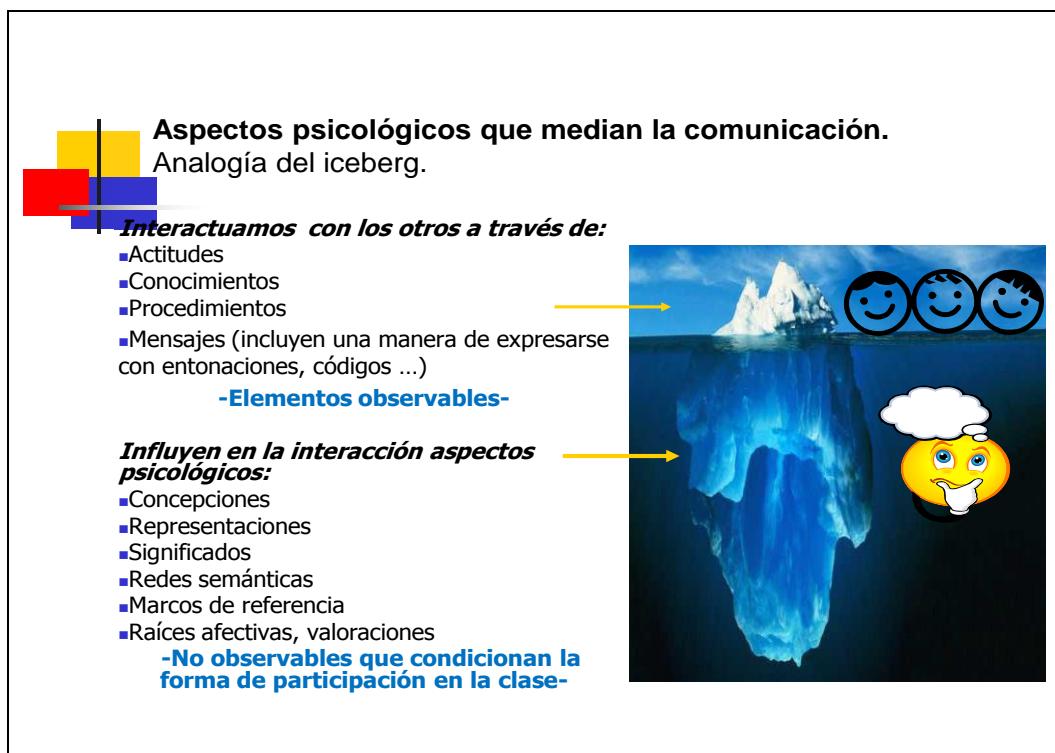 Aspectos psicológicos que median la comunicación.
Analogía del iceberg.
Interactuamos con los otros a través de:
▪Actitudes
▪Conocimientos
▪Procedimientos
▪Mensajes (incluyen una manera de expresarse
con entonaciones, códigos …)
-Elementos observables-
Influyen en la interacción aspectos
psicológicos:
▪Concepciones
▪Representaciones
▪Significados
▪Redes semánticas
▪Marcos de referencia
▪Raíces afectivas, valoraciones
-No observables que condicionan la
forma de participación en la clase-